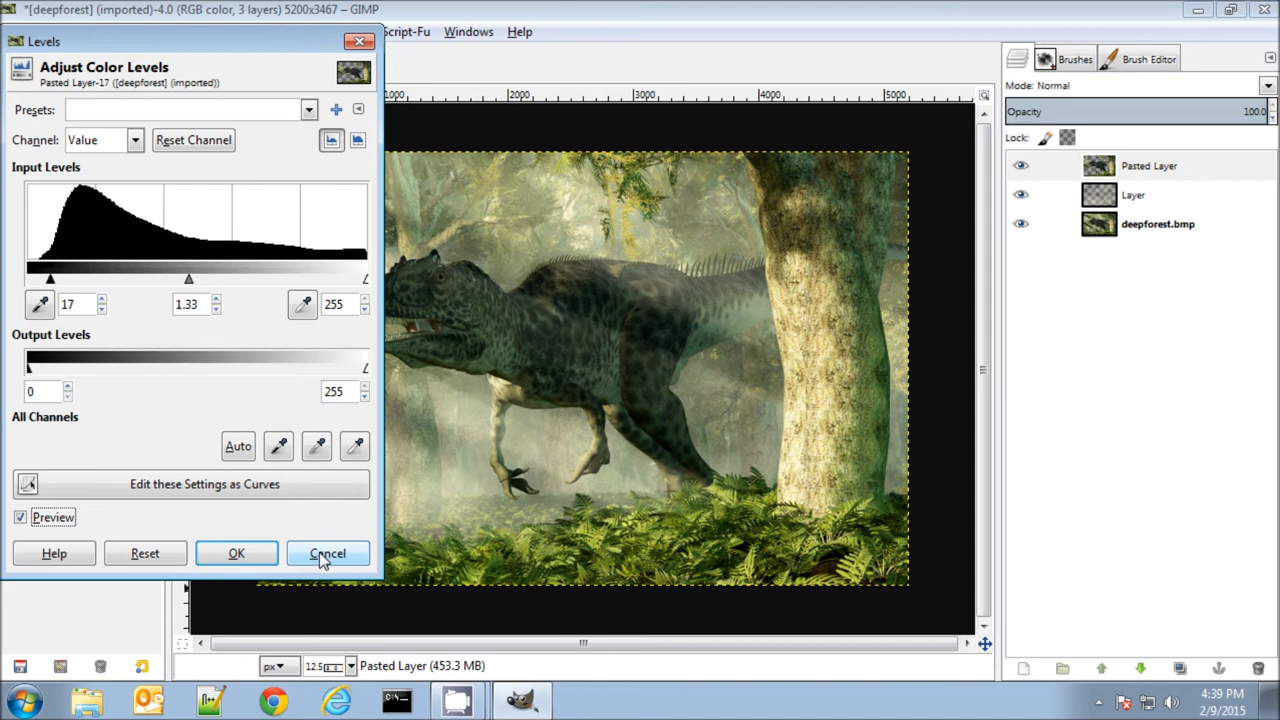 *[deepforest] (imported)-4.0 (RGB color, 3 layers) 5200x3467 – GIMP
Levels
Script-Fu Windows Help
Adjust Color Levels
Pasted Layer-17 ([deepforest] (imported))
Brushes
Brush Editor
Mode: Normal
Opacity 100.0
Lock:
Pasted Layer
Layer
deepforest.bmp
Presets:
Channel: Value Reset Channel
Input Levels
17 1.33 255
Output Levels
0 255
All Channels
Auto
Edit these Settings as Curves
Preview
Help Reset OK Cancel
1000 2000 3000 4000 5000
px 12.5 Pasted Layer (453.3 MB)
C:\
4:39 PM
2/9/2015